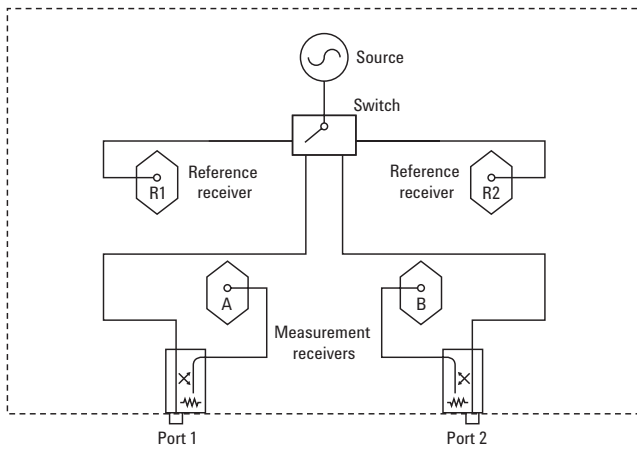 Source
Switch
Reference
receiver
R1
Reference
receiver
R2
A
B
Measurement
receivers
Port 1
Port 2